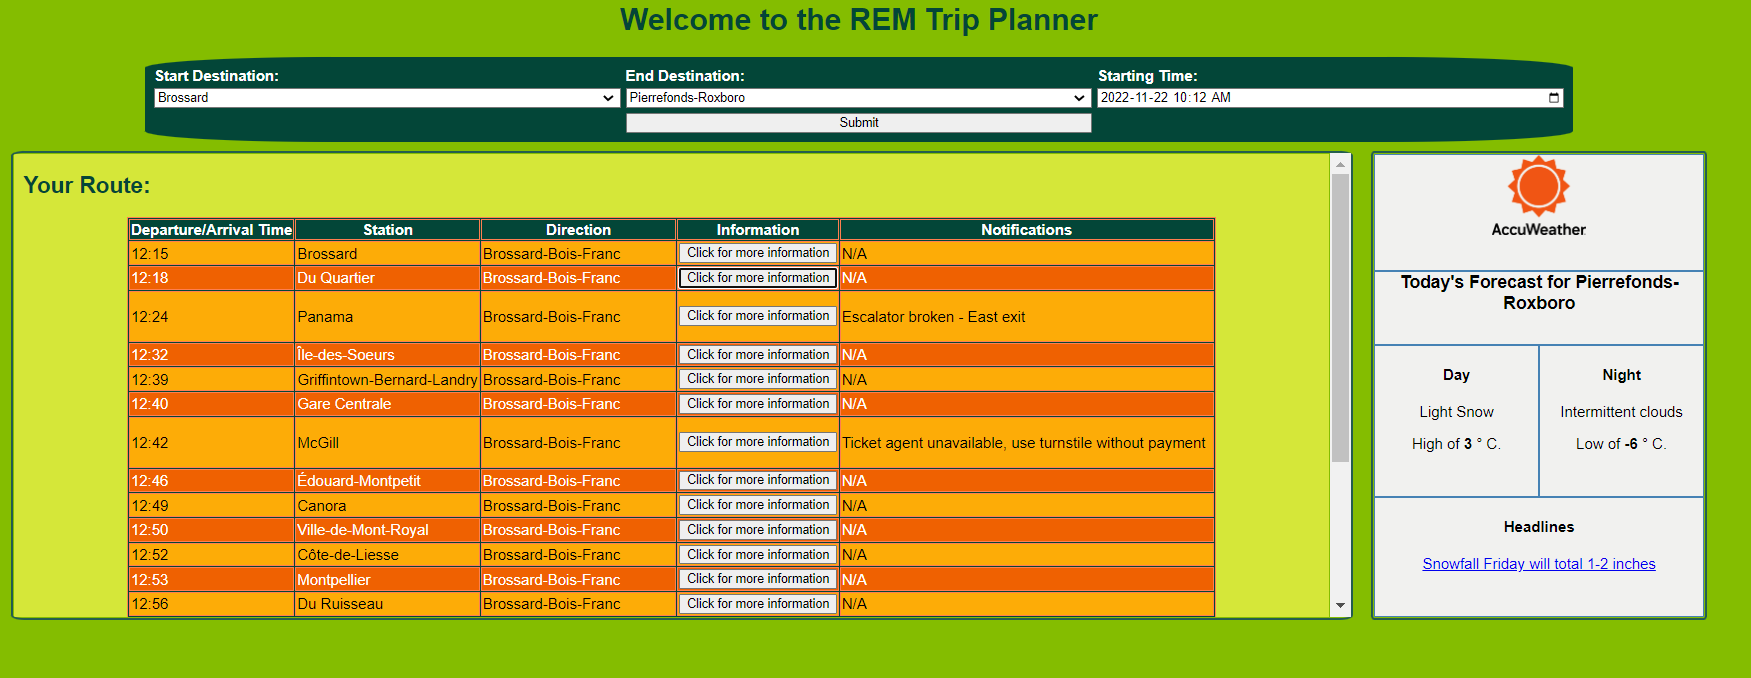 Welcome to the REM Trip Planner
Start Destination: End Destination: Starting Time:
Brossard Pierrefonds-Roxboro 2022-11-22 10:12 AM
Submit
Your Route:
Departure/Arrival Time Station Direction Information Notifications
12:15 Brossard Brossard-Bois-Franc Click for more information N/A
12:18 Du Quartier Brossard-Bois-Franc Click for more information N/A
12:24 Panama Brossard-Bois-Franc Click for more information Escalator broken - East exit
12:32 Île-des-Soeurs Brossard-Bois-Franc Click for more information N/A
12:39 Griffintown-Bernard-Landry Brossard-Bois-Franc Click for more information N/A
12:40 Gare Centrale Brossard-Bois-Franc Click for more information N/A
12:42 McGill Brossard-Bois-Franc Click for more information Ticket agent unavailable, use turnstile without payment
12:46 Édouard-Montpetit Brossard-Bois-Franc Click for more information N/A
12:49 Canora Brossard-Bois-Franc Click for more information N/A
12:50 Ville-de-Mont-Royal Brossard-Bois-Franc Click for more information N/A
12:52 Côte-de-Liesse Brossard-Bois-Franc Click for more information N/A
12:53 Montpellier Brossard-Bois-Franc Click for more information N/A
12:56 Du Ruisseau Brossard-Bois-Franc Click for more information N/A
AccuWeather
Today's Forecast for Pierrefonds-
Roxboro
Day Night
Light Snow Intermittent clouds
High of 3 ° C. Low of -6 ° C.
Headlines
Snowfall Friday will total 1-2 inches